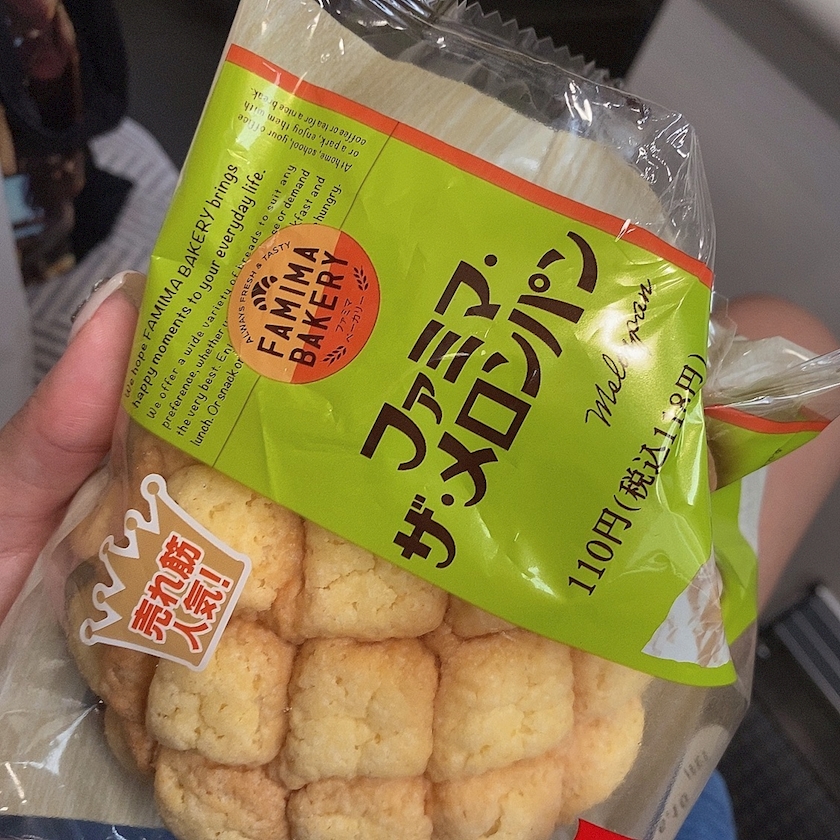 At home, school, your office
or a park, enjoy them with
coffee or tea for a nice break.
We hope FAMIMA BAKERY brings
happy moments to your everyday life.
We offer a wide variety of breads to suit any
preference, whether
the very best.
lunch. Or snack
hungry.
ALWAYS FRESH & TASTY
FAMIMA
BAKERY
ファミマ
ベーカリー
ファミマ・
ザ・メロンパン
110円(税込118円)
売れ筋
人気!